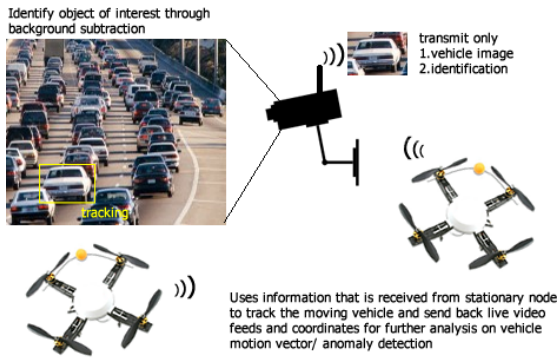 Identify object of interest through
background subtraction
transmit only
1.vehicle image
2.identification
tracking
Uses information that is received from stationary node
to track the moving vehicle and send back live video
feeds and coordinates for further analysis on vehicle
motion vector/ anomaly detection